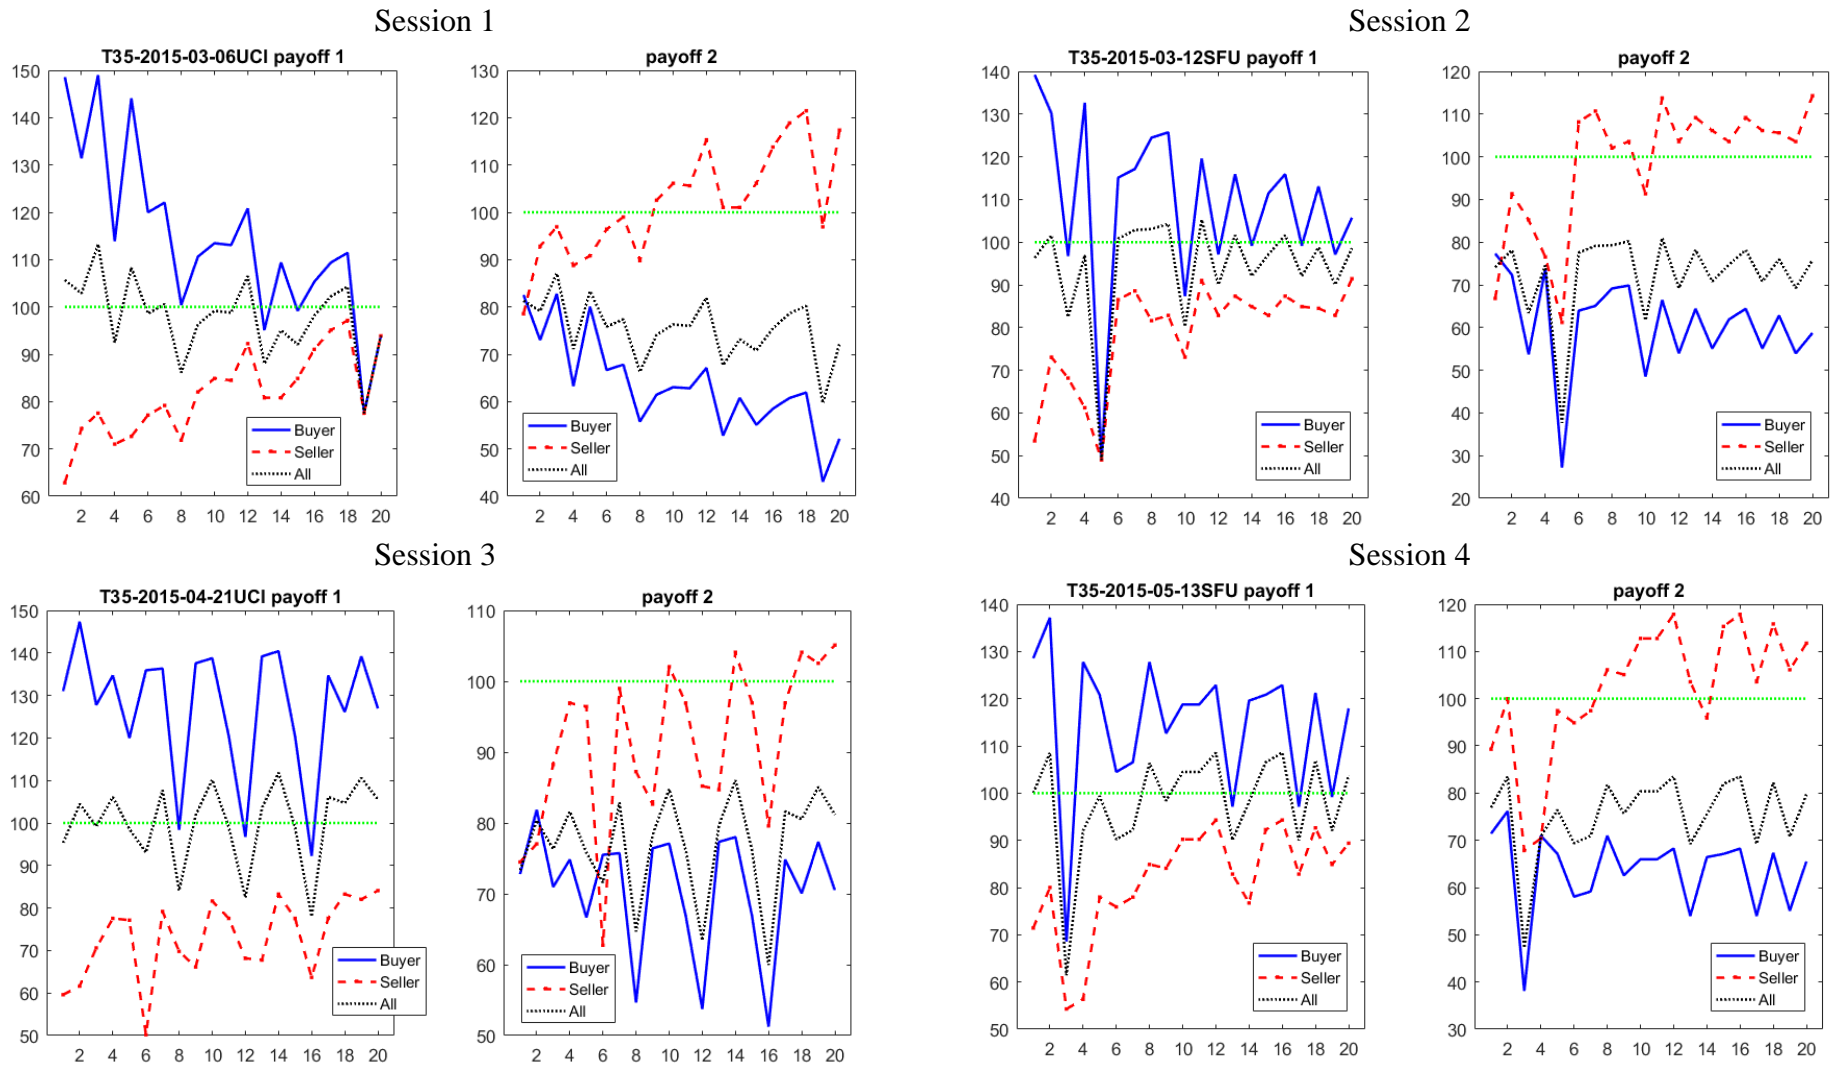 Session 1
T35-2015-03-06UCI payoff 1
150
140
130
120
110
100
90
80
70
60
2 4 6 8 10 12 14 16 18 20
Buyer
Seller
All
payoff 2
130
120
110
100
90
80
70
60
50
40
2 4 6 8 10 12 14 16 18 20
Buyer
Seller
All
Session 2
T35-2015-03-12SFU payoff 1
140
130
120
110
100
90
80
70
60
50
40
2 4 6 8 10 12 14 16 18 20
Buyer
Seller
All
payoff 2
120
110
100
90
80
70
60
50
40
30
20
2 4 6 8 10 12 14 16 18 20
Buyer
Seller
All
Session 3
T35-2015-04-21UCI payoff 1
150
140
130
120
110
100
90
80
70
60
50
2 4 6 8 10 12 14 16 18 20
Buyer
Seller
All
payoff 2
110
100
90
80
70
60
50
2 4 6 8 10 12 14 16 18 20
Buyer
Seller
All
Session 4
T35-2015-05-13SFU payoff 1
140
130
120
110
100
90
80
70
60
50
2 4 6 8 10 12 14 16 18 20
Buyer
Seller
All
payoff 2
120
110
100
90
80
70
60
50
40
30
2 4 6 8 10 12 14 16 18 20
Buyer
Seller
All